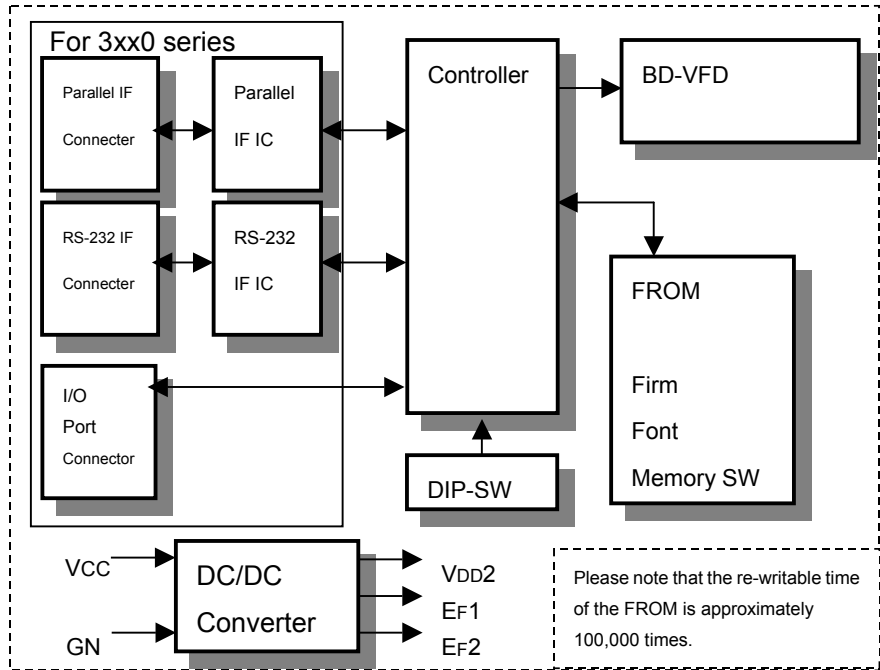 For 3xx0 series
Parallel IF
Connecter
Parallel
IF IC
RS-232 IF
Connecter
RS-232
IF IC
I/O
Port
Connector
Controller
BD-VFD
FROM
Firm
Font
Memory SW
DIP-SW
VCC
GN
DC/DC
Converter
VDD2
EF1
EF2
Please note that the re-writable time
of the FROM is approximately
100,000 times.